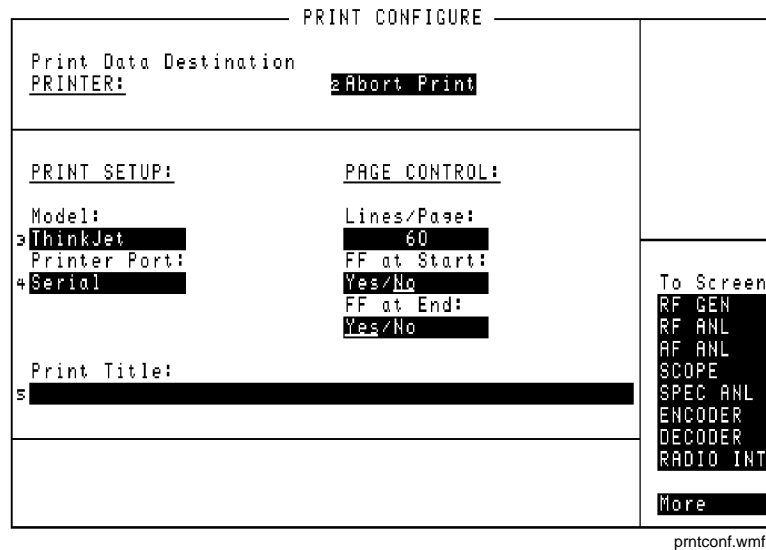 PRINT CONFIGURE
Print Data Destination
PRINTER:
2 Abort Print
PRINT SETUP:
PAGE CONTROL:
Model:
Lines/Page:
3 ThinkJet
60
Printer Port:
FF at Start:
4 Serial
Yes/No
FF at End:
Yes/No
Print Title:
5
To Screen
RF GEN
RF ANL
AF ANL
SCOPE
SPEC ANL
ENCODER
DECODER
RADIO INT
More
prntconf.wmf